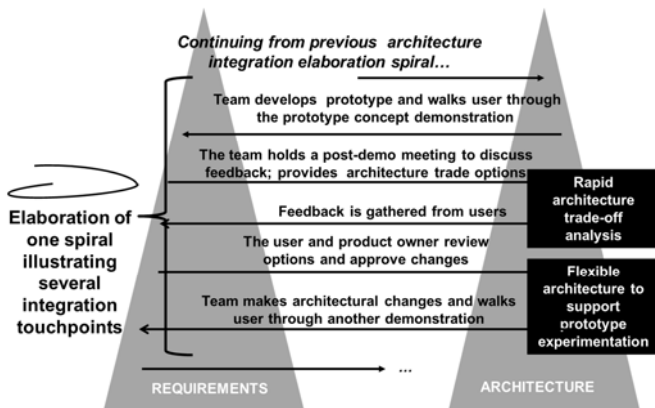 Continuing from previous architecture
integration elaboration spiral…
Team develops prototype and walks user through
the prototype concept demonstration
The team holds a post-demo meeting to discuss
feedback; provides architecture trade options
Rapid
architecture
trade-off
analysis
Feedback is gathered from users
Elaboration of
one spiral
illustrating
several
integration
touchpoints
The user and product owner review
options and approve changes
Flexible
architecture to
support
prototype
experimentation
Team makes architectural changes and walks
user through another demonstration
...
REQUIREMENTS
ARCHITECTURE